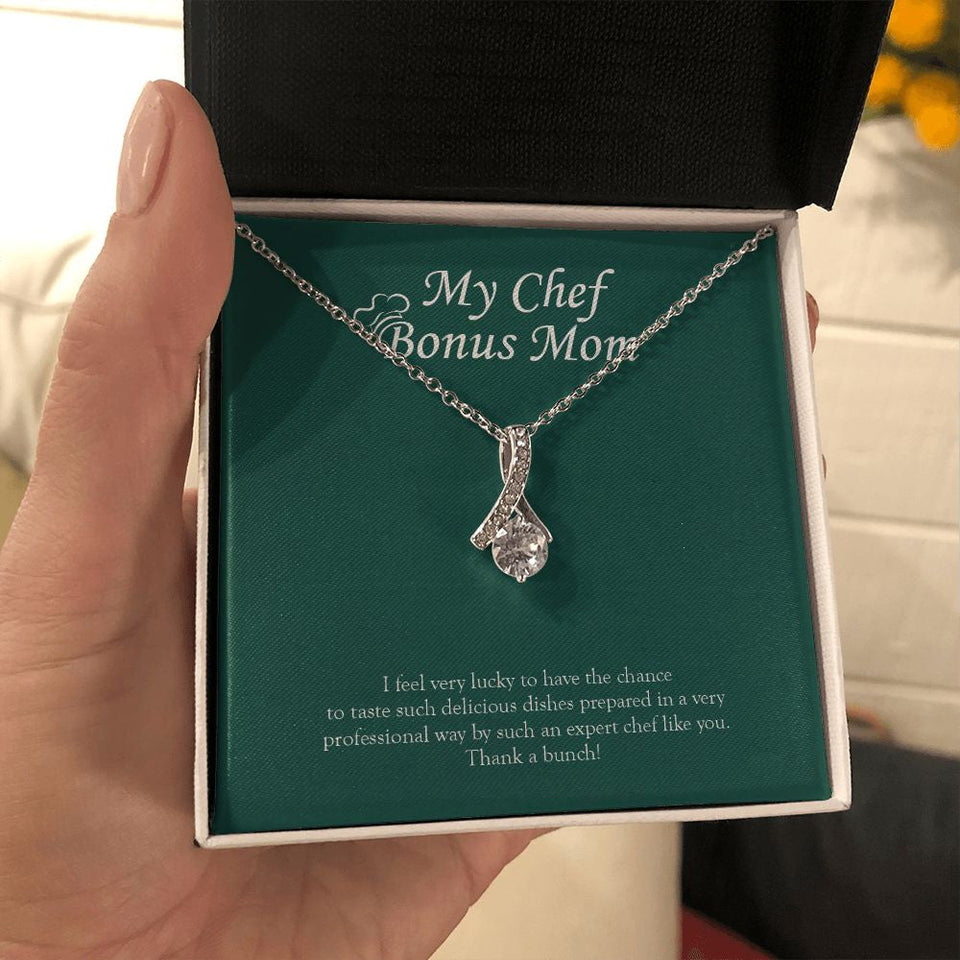 My Chef
Bonus Mom
I feel very lucky to have the chance
to taste such delicious dishes prepared in a very
professional way by such an expert chef like you.
Thank a bunch!